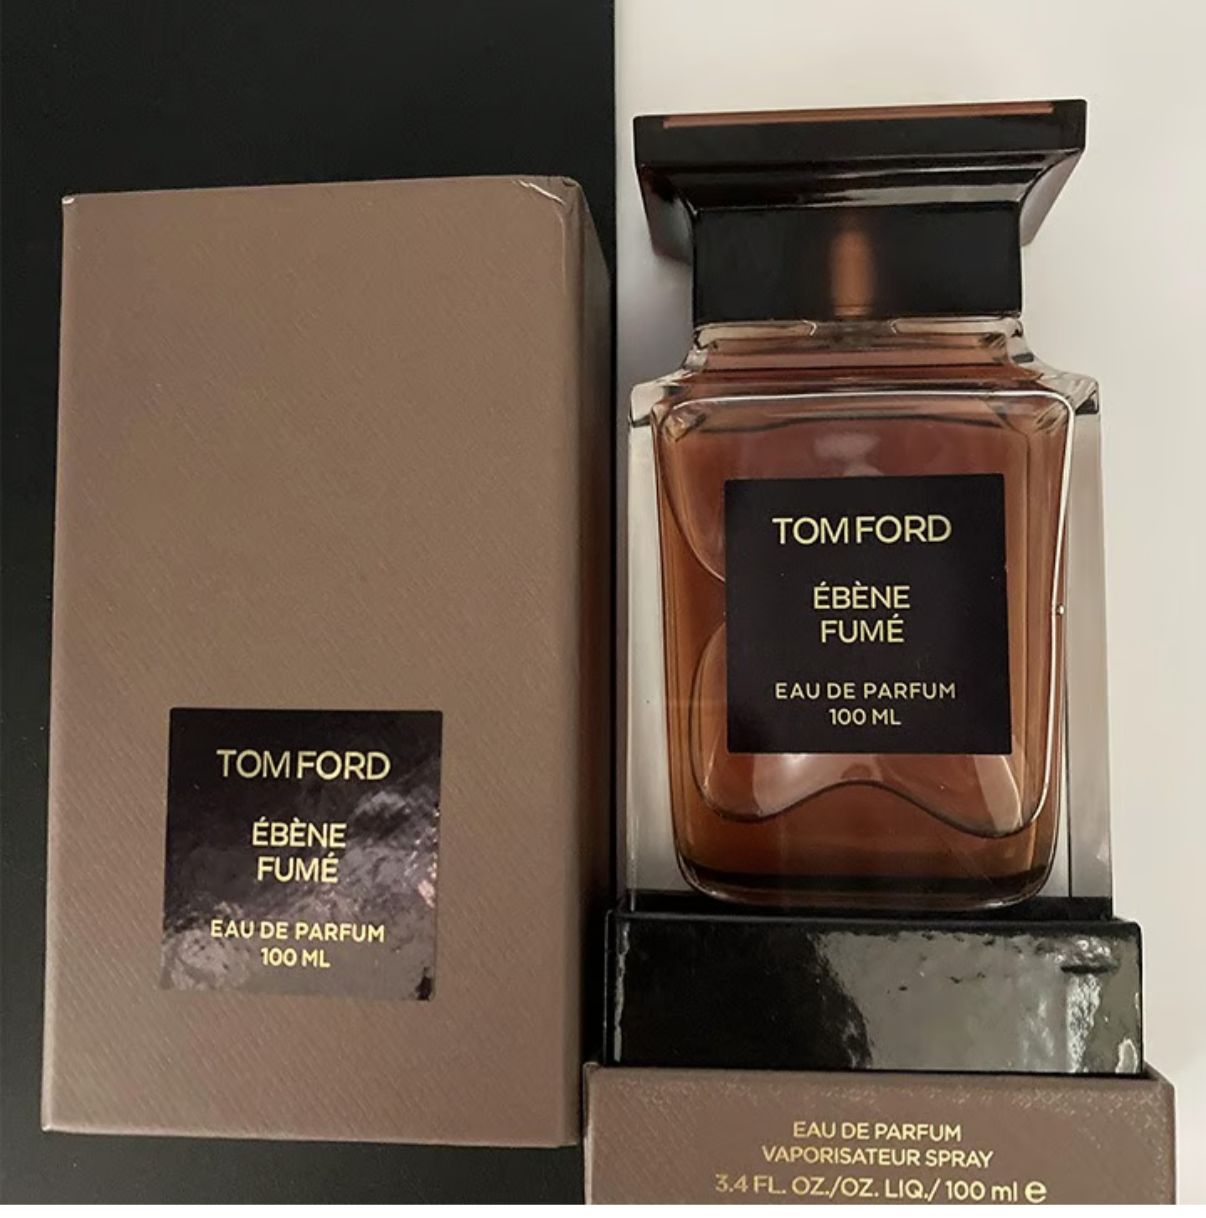 TOM FORD
ÉBÈNE
FUMÉ
EAU DE PARFUM
100 ML
TOM FORD
ÉBÈNE
FUMÉ
EAU DE PARFUM
100 ML
EAU DE PARFUM
VAPORISATEUR SPRAY
3.4 FL. OZ./OZ. LIQ./ 100 ml ℮